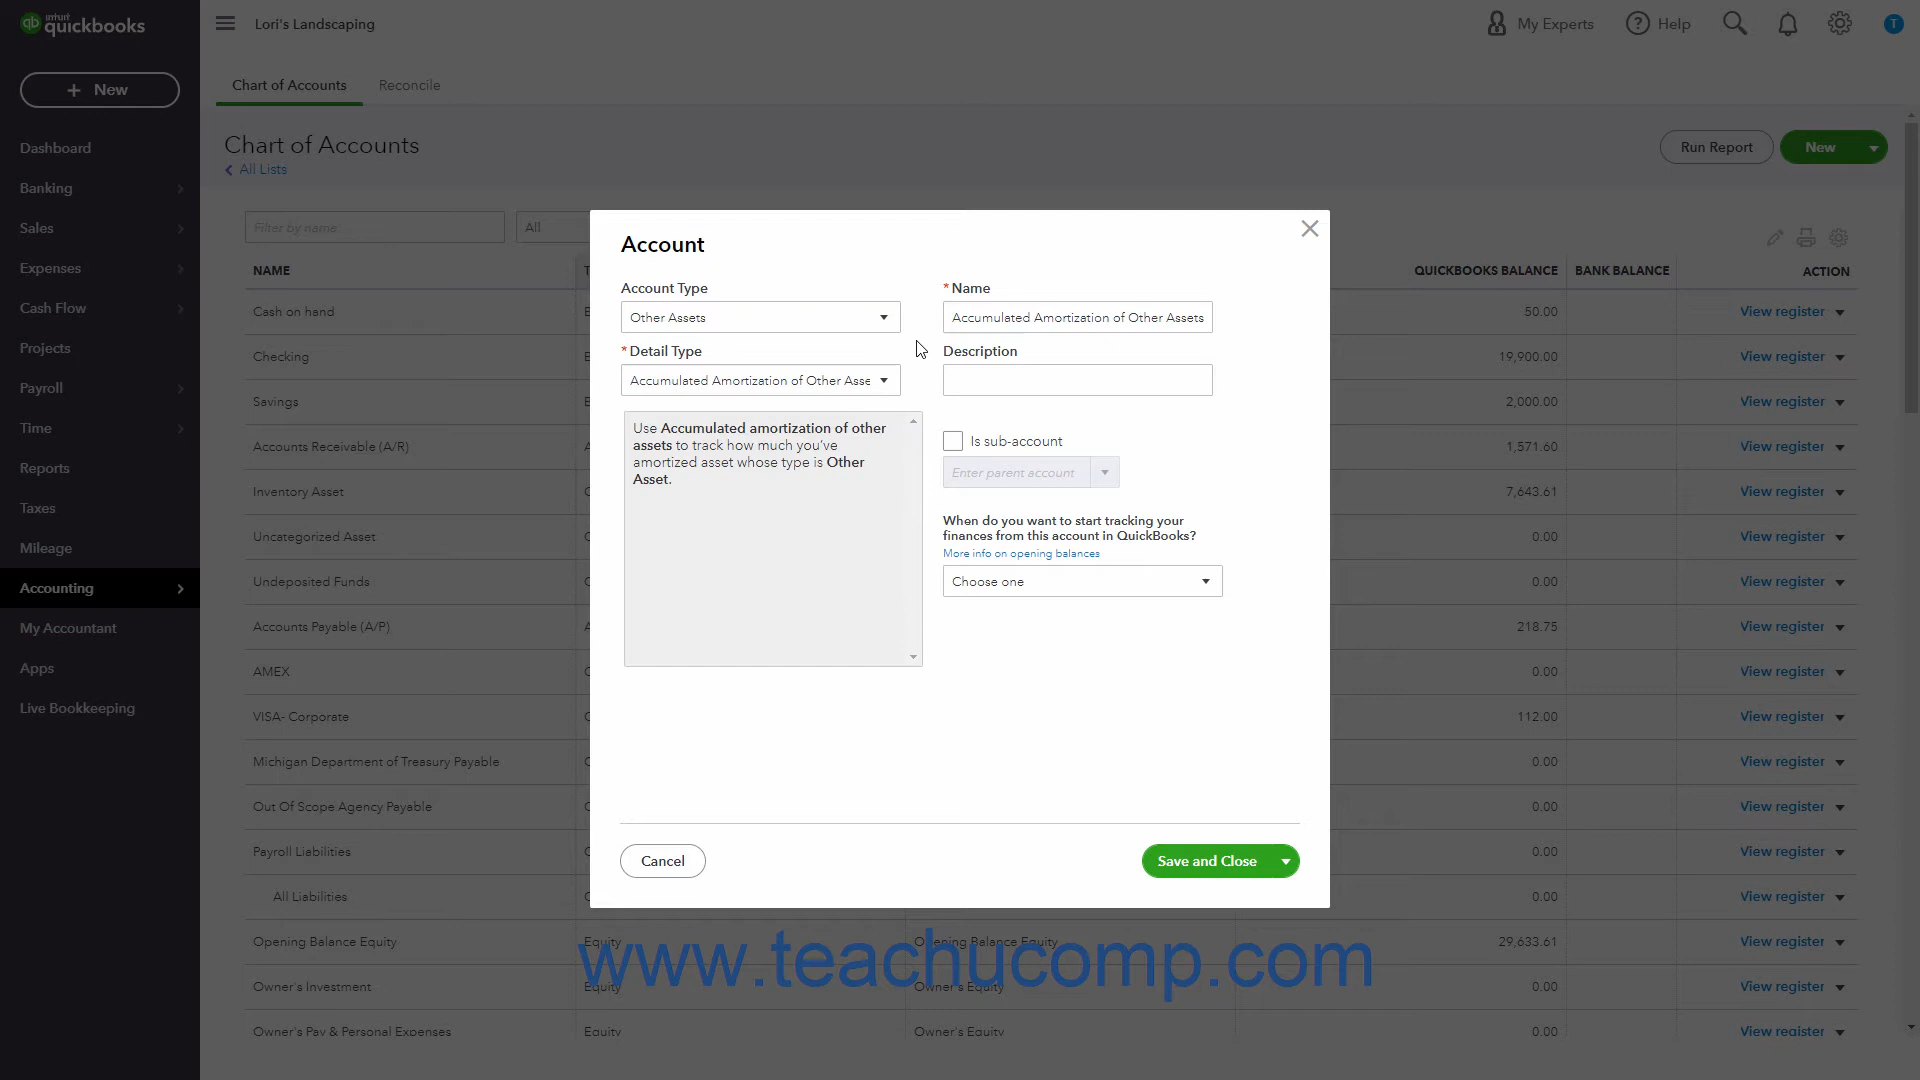 intuit
quickbooks
Lori's Landscaping
My Experts
Help
T
+ New
Chart of Accounts
Reconcile
Dashboard
Banking
Sales
Expenses
Cash Flow
Projects
Payroll
Time
Reports
Taxes
Mileage
Accounting
My Accountant
Apps
Live Bookkeeping
Chart of Accounts
All Lists
Run Report
New
Filter by name
All
NAME
QUICKBOOKS BALANCE
BANK BALANCE
ACTION
Cash on hand
50.00
View register
Checking
19,900.00
View register
Savings
2,000.00
View register
Accounts Receivable (A/R)
1,571.60
View register
Inventory Asset
7,643.61
View register
Uncategorized Asset
0.00
View register
Undeposited Funds
0.00
View register
Accounts Payable (A/P)
218.75
View register
AMEX
0.00
View register
VISA- Corporate
112.00
View register
Michigan Department of Treasury Payable
0.00
View register
Out Of Scope Agency Payable
0.00
View register
Payroll Liabilities
0.00
View register
All Liabilities
0.00
View register
Opening Balance Equity
Equity
Opening Balance Equity
29,633.61
View register
Owner's Investment
Equity
Owner's Equity
0.00
View register
Owner's Pay & Personal Expenses
Equity
Owner's Equity
0.00
View register
Account
Account Type
Other Assets
* Name
Accumulated Amortization of Other Assets
* Detail Type
Accumulated Amortization of Other Asse
Description
Use Accumulated amortization of other
assets to track how much you've
amortized asset whose type is Other
Asset.
Is sub-account
Enter parent account
When do you want to start tracking your
finances from this account in QuickBooks?
More info on opening balances
Choose one
Cancel
Save and Close
www.teachucomp.com